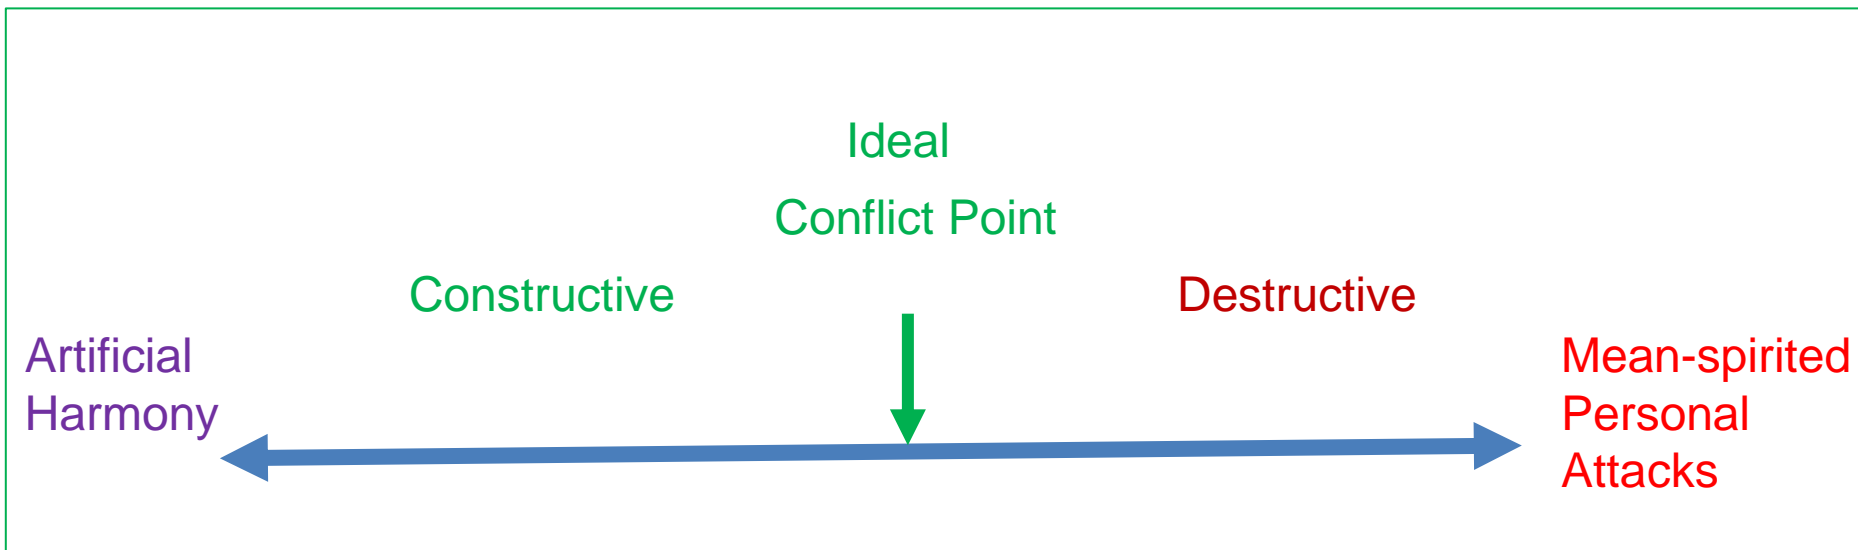 Ideal
Conflict Point
Constructive
Destructive
Artificial
Harmony
Mean-spirited
Personal
Attacks